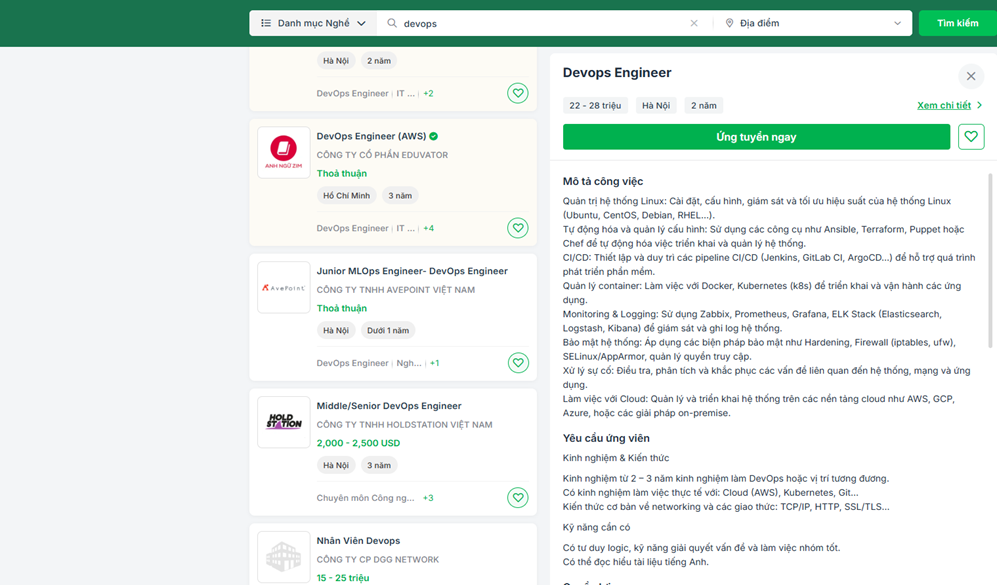 Danh mục Nghề
devops
Địa điểm
Tìm kiếm
Hà Nội
2 năm
DevOps Engineer | IT ... | +2
DevOps Engineer (AWS)
CÔNG TY CỔ PHẦN EDUVATOR
Thoả thuận
Hồ Chí Minh
3 năm
DevOps Engineer | IT ... | +4
ANH NGỮ ZIM
Junior MLOps Engineer- DevOps Engineer
CÔNG TY TNHH AVEPOINT VIỆT NAM
Thoả thuận
Hà Nội
Dưới 1 năm
DevOps Engineer | Ngh... | +1
AvePoint
Middle/Senior DevOps Engineer
CÔNG TY TNHH HOLDSTATION VIỆT NAM
2,000 - 2,500 USD
Hà Nội
3 năm
Chuyên môn Công ng... +3
HOLD
STATION
Nhân Viên Devops
CÔNG TY CP DGG NETWORK
15 - 25 triệu
Devops Engineer
22 - 28 triệu
Hà Nội
2 năm
Xem chi tiết
Ứng tuyển ngay
Mô tả công việc
Quản trị hệ thống Linux: Cài đặt, cấu hình, giám sát và tối ưu hiệu suất của hệ thống Linux
(Ubuntu, CentOS, Debian, RHEL...).
Tự động hóa và quản lý cấu hình: Sử dụng các công cụ như Ansible, Terraform, Puppet hoặc
Chef để tự động hóa việc triển khai và quản lý hệ thống.
CI/CD: Thiết lập và duy trì các pipeline CI/CD (Jenkins, GitLab CI, ArgoCD...) để hỗ trợ quá trình
phát triển phần mềm.
Quản lý container: Làm việc với Docker, Kubernetes (k8s) để triển khai và vận hành các ứng
dụng.
Monitoring & Logging: Sử dụng Zabbix, Prometheus, Grafana, ELK Stack (Elasticsearch,
Logstash, Kibana) để giám sát và ghi log hệ thống.
Bảo mật hệ thống: Áp dụng các biện pháp bảo mật như Hardening, Firewall (iptables, ufw),
SELinux/AppArmor, quản lý quyền truy cập.
Xử lý sự cố: Điều tra, phân tích và khắc phục các vấn đề liên quan đến hệ thống, mạng và ứng
dụng.
Làm việc với Cloud: Quản lý và triển khai hệ thống trên các nền tảng cloud như AWS, GCP,
Azure, hoặc các giải pháp on-premise.
Yêu cầu ứng viên
Kinh nghiệm & Kiến thức
Kinh nghiệm từ 2 – 3 năm kinh nghiệm làm DevOps hoặc vị trí tương đương.
Có kinh nghiệm làm việc thực tế với: Cloud (AWS), Kubernetes, Git...
Kiến thức cơ bản về networking và các giao thức: TCP/IP, HTTP, SSL/TLS...
Kỹ năng cần có
Có tư duy logic, kỹ năng giải quyết vấn đề và làm việc nhóm tốt.
Có thể đọc hiểu tài liệu tiếng Anh.